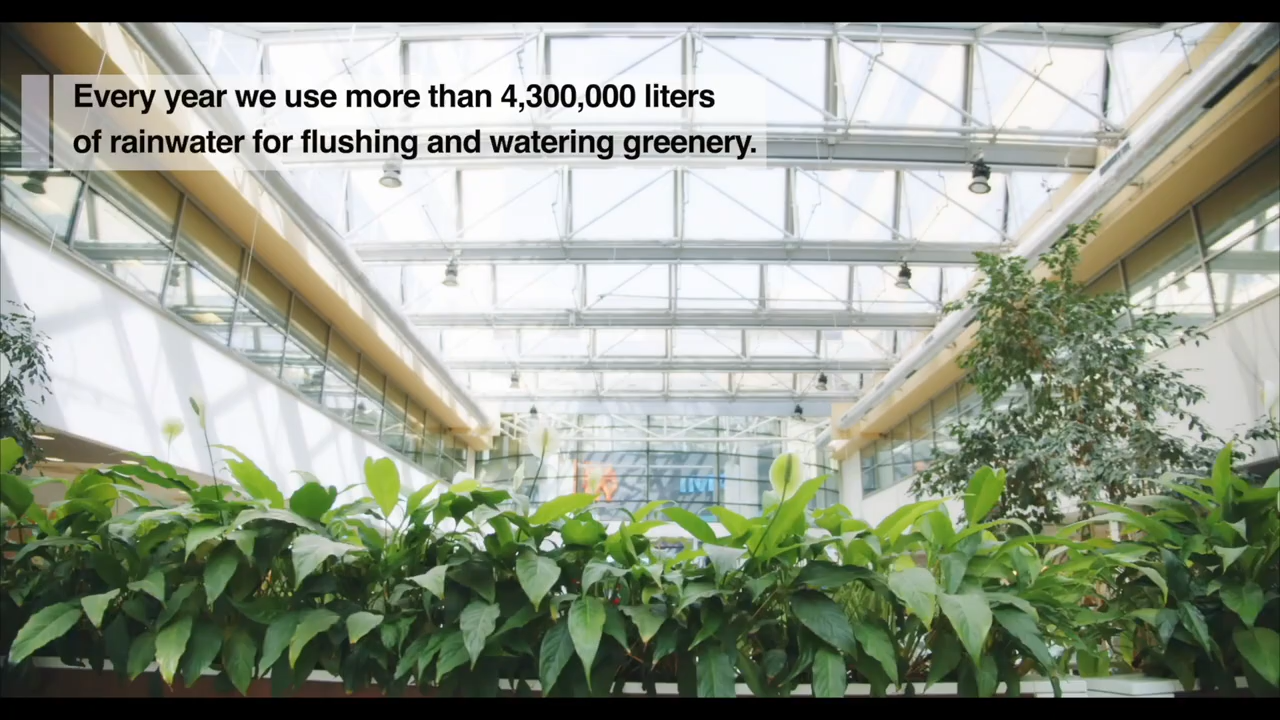 Every year we use more than 4,300,000 liters
of rainwater for flushing and watering greenery.